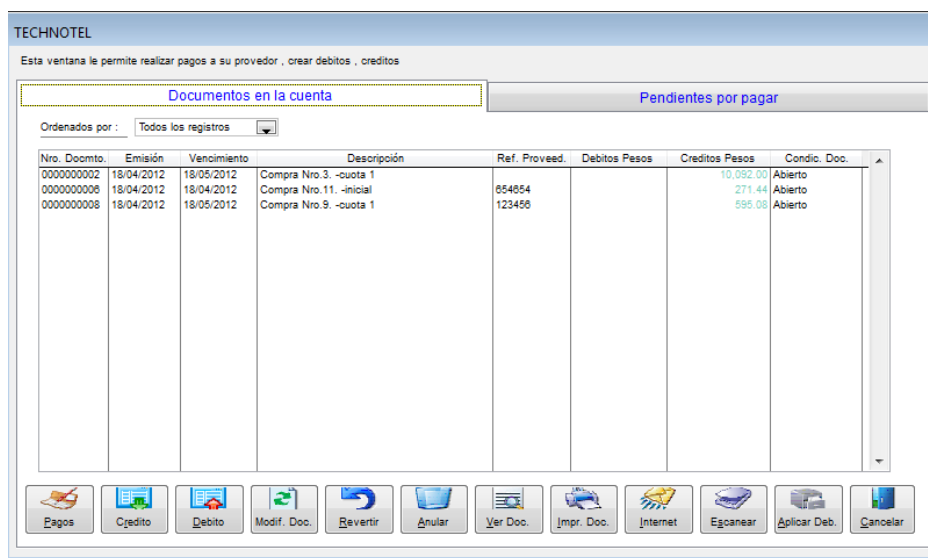 TECHNOTEL
Esta ventana le permite realizar pagos a su provedor , crear debitos , creditos
Documentos en la cuenta Pendientes por pagar
Ordenados por : Todos los registros
Nro. Docmto. Emisión Vencimiento Descripción Ref. Proveed. Debitos Pesos Creditos Pesos Condic. Doc.
0000000002 18/04/2012 18/05/2012 Compra Nro.3. -cuota 1 10,092.00 Abierto
0000000006 18/04/2012 18/04/2012 Compra Nro.11. -inicial 654654 271.44 Abierto
0000000008 18/04/2012 18/05/2012 Compra Nro.9. -cuota 1 123456 595.08 Abierto
Pagos Credito Debito Modif. Doc. Revertir Anular Ver Doc. Impr. Doc. Internet Escanear Aplicar Deb. Cancelar